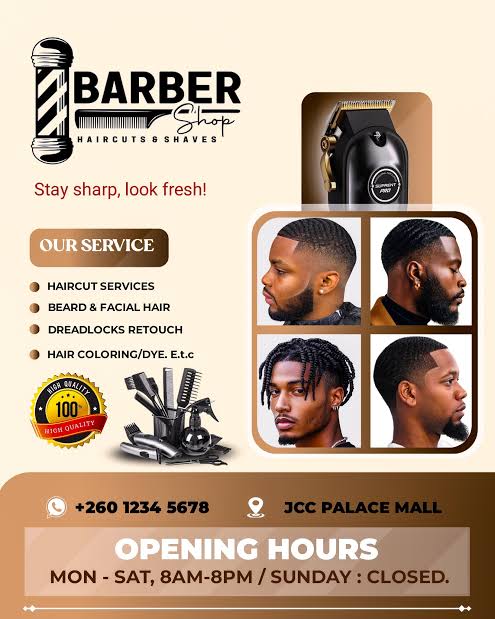 BARBER
Shop
HAIRCUTS & SHAVES
Stay sharp, look fresh!
OUR SERVICE
HAIRCUT SERVICES
BEARD & FACIAL HAIR
DREADLOCKS RETOUCH
HAIR COLORING/DYE. E.t.c
HIGH QUALITY
100%
HIGH QUALITY
SUPRENT
PRO
+260 1234 5678
JCC PALACE MALL
OPENING HOURS
MON - SAT, 8AM-8PM / SUNDAY : CLOSED.